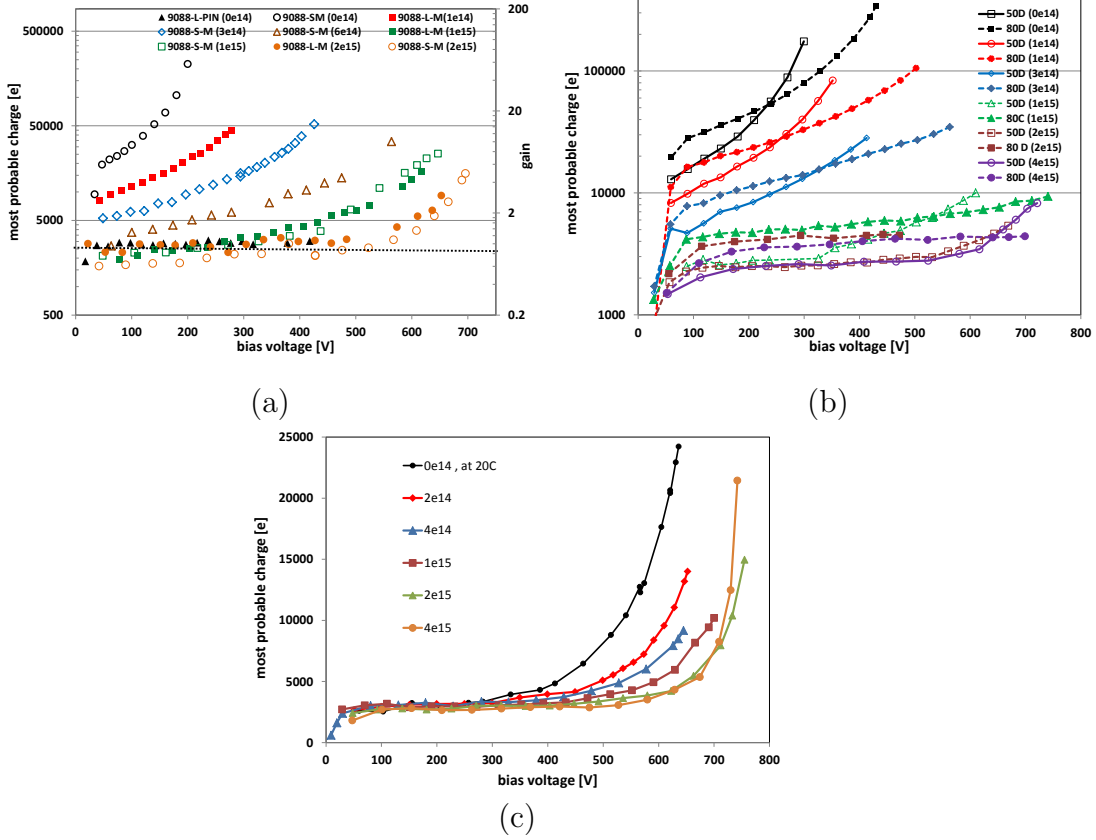 9088-L-PIN (0e14) 9088-SM (0e14) 9088-L-M(1e14)
9088-S-M (3e14) 9088-S-M (6e14) 9088-L-M (1e15)
9088-S-M (1e15) 9088-L-M (2e15) 9088-S-M (2e15)
500000
50000
5000
500
most probable charge [e]
200
20
2
0.2
gain
0 100 200 300 400 500 600 700
bias voltage [V]
(a)
100000
10000
1000
most probable charge [e]
50D (0e14)
80D (0e14)
50D (1e14)
80D (1e14)
50D (3e14)
80D (3e14)
50D (1e15)
80C (1e15)
50D (2e15)
80 D (2e15)
50D (4e15)
80D (4e15)
0 100 200 300 400 500 600 700 800
bias voltage [V]
(b)
25000
20000
15000
10000
5000
0
most probable charge [e]
0e14 , at 20C
2e14
4e14
1e15
2e15
4e15
0 100 200 300 400 500 600 700 800
bias voltage [V]
(c)